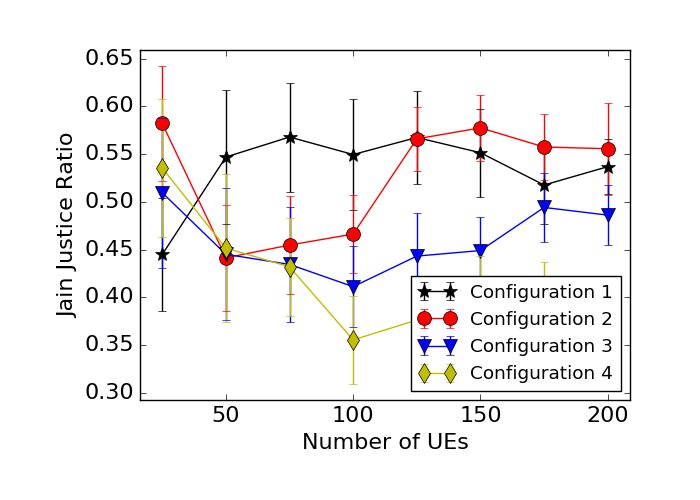 0.65
0.60
0.55
0.50
0.45
0.40
0.35
0.30
Jain Justice Ratio
Configuration 1
Configuration 2
Configuration 3
Configuration 4
50
100
150
200
Number of UEs